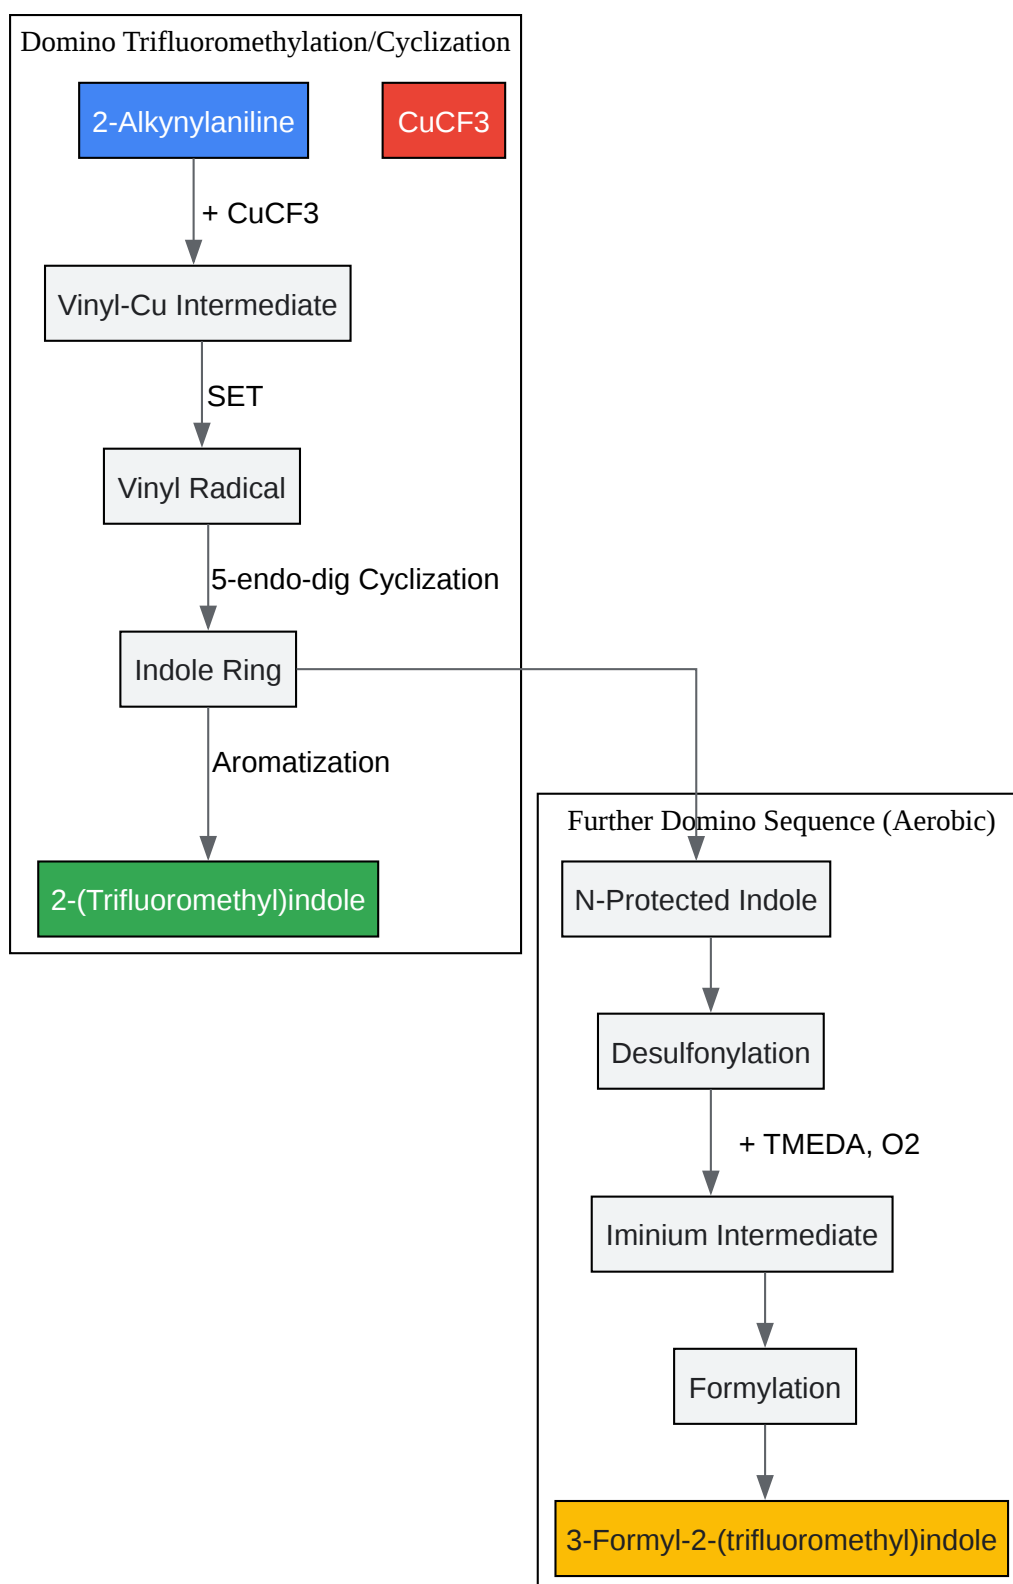 Domino Trifluoromethylation/Cyclization
2-Alkynylaniline
CuCF3
+ CuCF3
Vinyl-Cu Intermediate
SET
Vinyl Radical
5-endo-dig Cyclization
Indole Ring
Aromatization
2-(Trifluoromethyl)indole
Further Domino Sequence (Aerobic)
N-Protected Indole
Desulfonylation
+ TMEDA, O2
Iminium Intermediate
Formylation
3-Formyl-2-(trifluoromethyl)indole